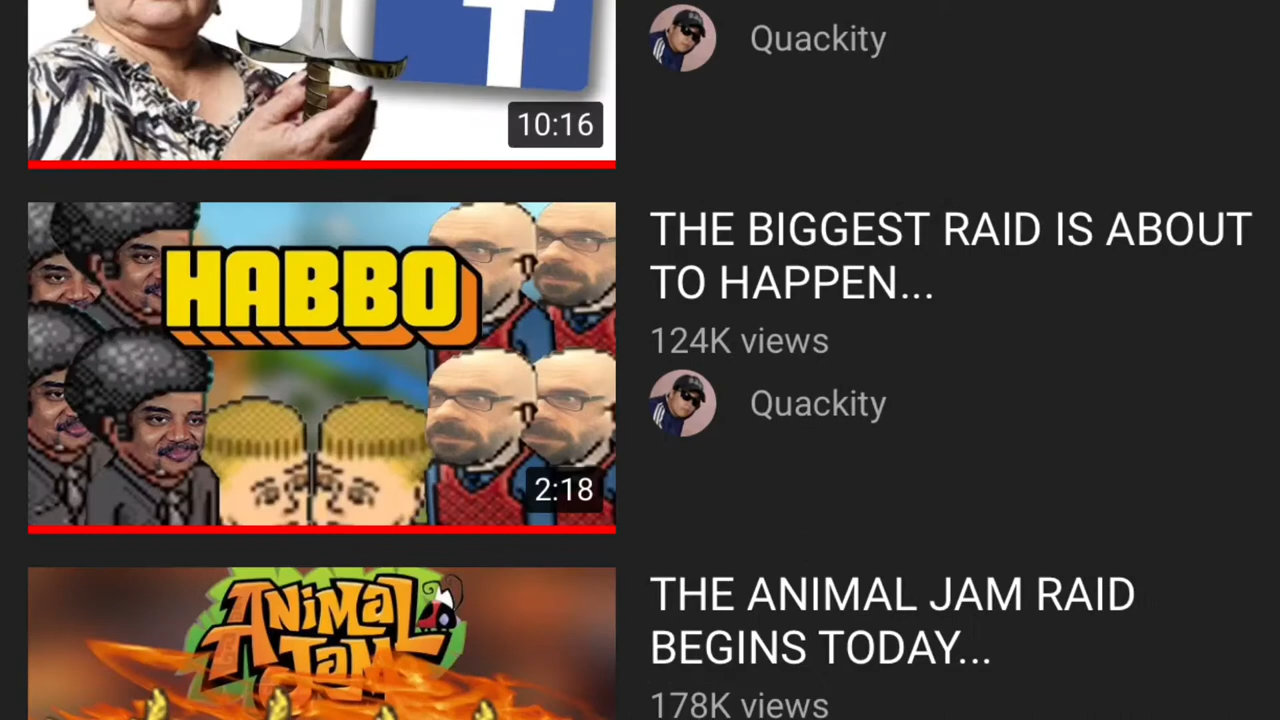 f
Quackity
10:16
HABBO
THE BIGGEST RAID IS ABOUT
TO HAPPEN...
124K views
Quackity
2:18
ANIMAL
JAM
THE ANIMAL JAM RAID
BEGINS TODAY...
178K views